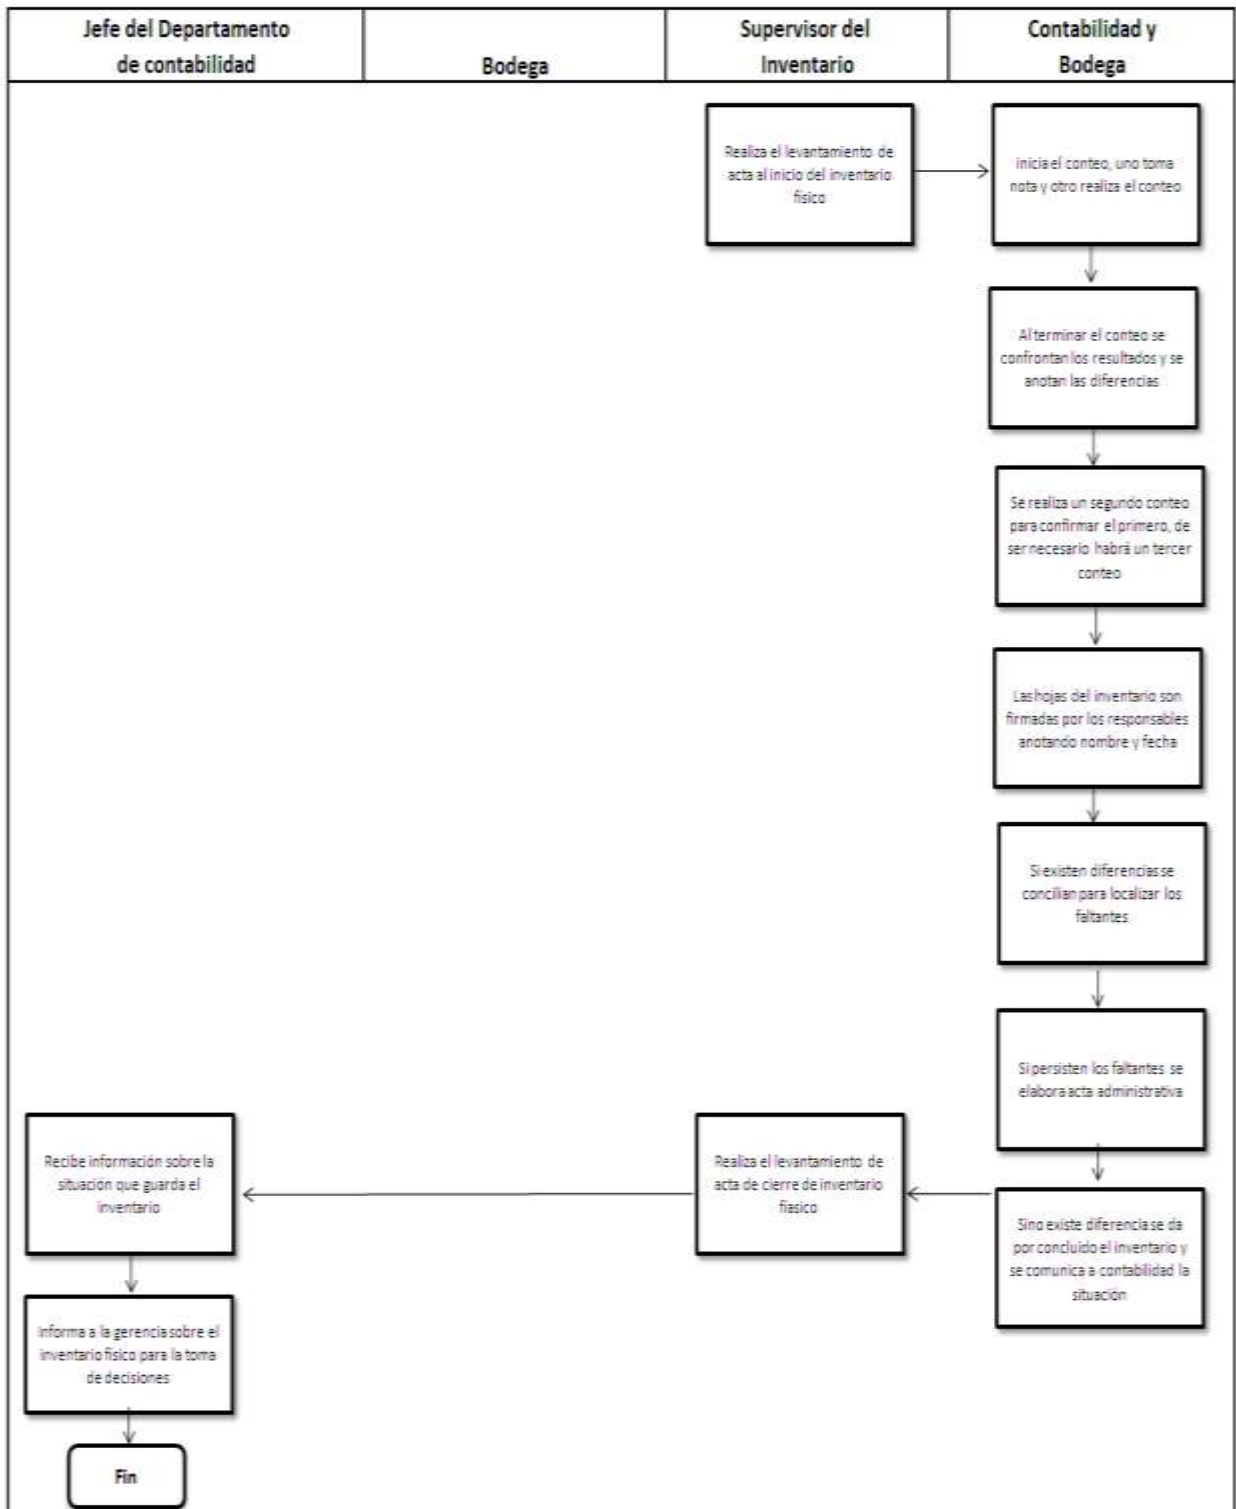 Jefe del Departamento
de contabilidad
Bodega
Supervisor del
Inventario
Contabilidad y
Bodega
Realiza el levantamiento de
acta al inicio del inventario
físico
inicia el conteo, uno toma
nota y otro realiza el conteo
Al terminar el conteo se
confrontan los resultados y se
anotan las diferencias
Se realiza un segundo conteo
para confirmar el primero, de
ser necesario habrá un tercer
conteo
Las hojas del inventario son
firmadas por los responsables
anotando nombre y fecha
Si existen diferencias se
concilian para localizar los
faltantes
Si persisten los faltantes se
elabora acta administrativa
Sino existe diferencia se da
por concluido el inventario y
se comunica a contabilidad la
situación
Realiza el levantamiento de
acta de cierre de inventario
fiasico
Recibe información sobre la
situación que guarda el
inventario
Informa a la gerencia sobre el
inventario físico para la toma
de decisiones
Fin